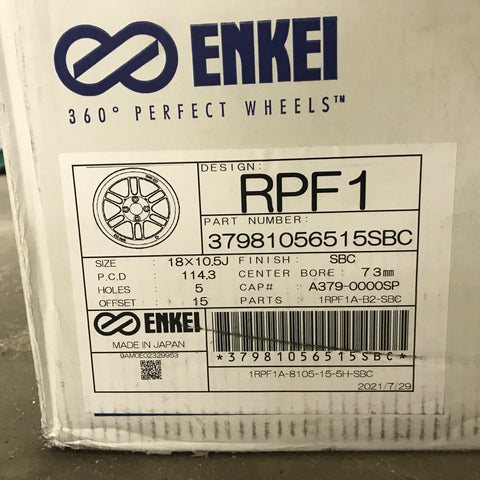 ENKEI
360° PERFECT WHEELS™
DESIGN:
RPF1
PART NUMBER:
37981056515SBC
SIZE : 18×10.5J FINISH : SBC
P.C.D : 114.3 CENTER BORE : 73mm
HOLES : 5 CAP# : A379-0000SP
OFFSET : 15 PARTS : 1RPF1A-B2-SBC
ENKEI
MADE IN JAPAN
9AM0E02329953
*37981056515SBC*
1RPF1A-8105-15-5H-SBC
2021/7/29